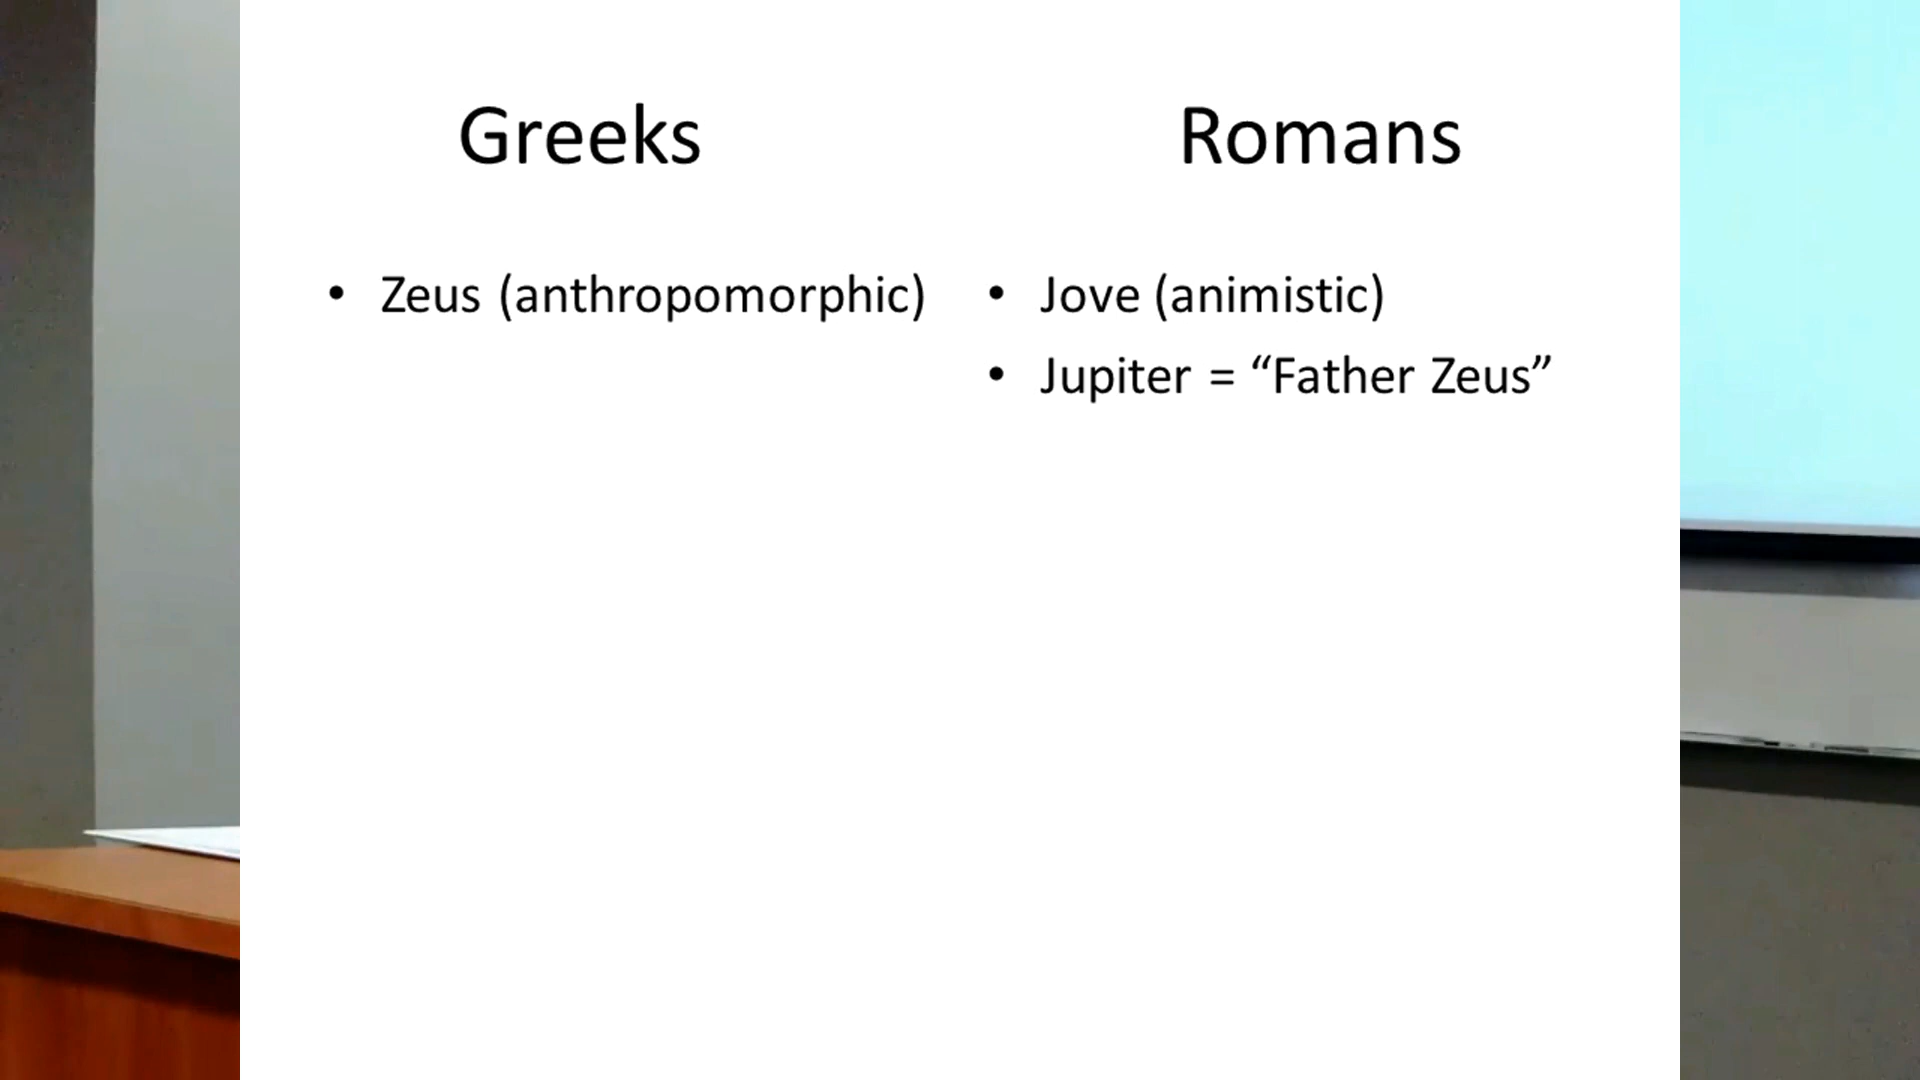 Greeks
Romans
• Zeus (anthropomorphic)
• Jove (animistic)
• Jupiter = “Father Zeus”